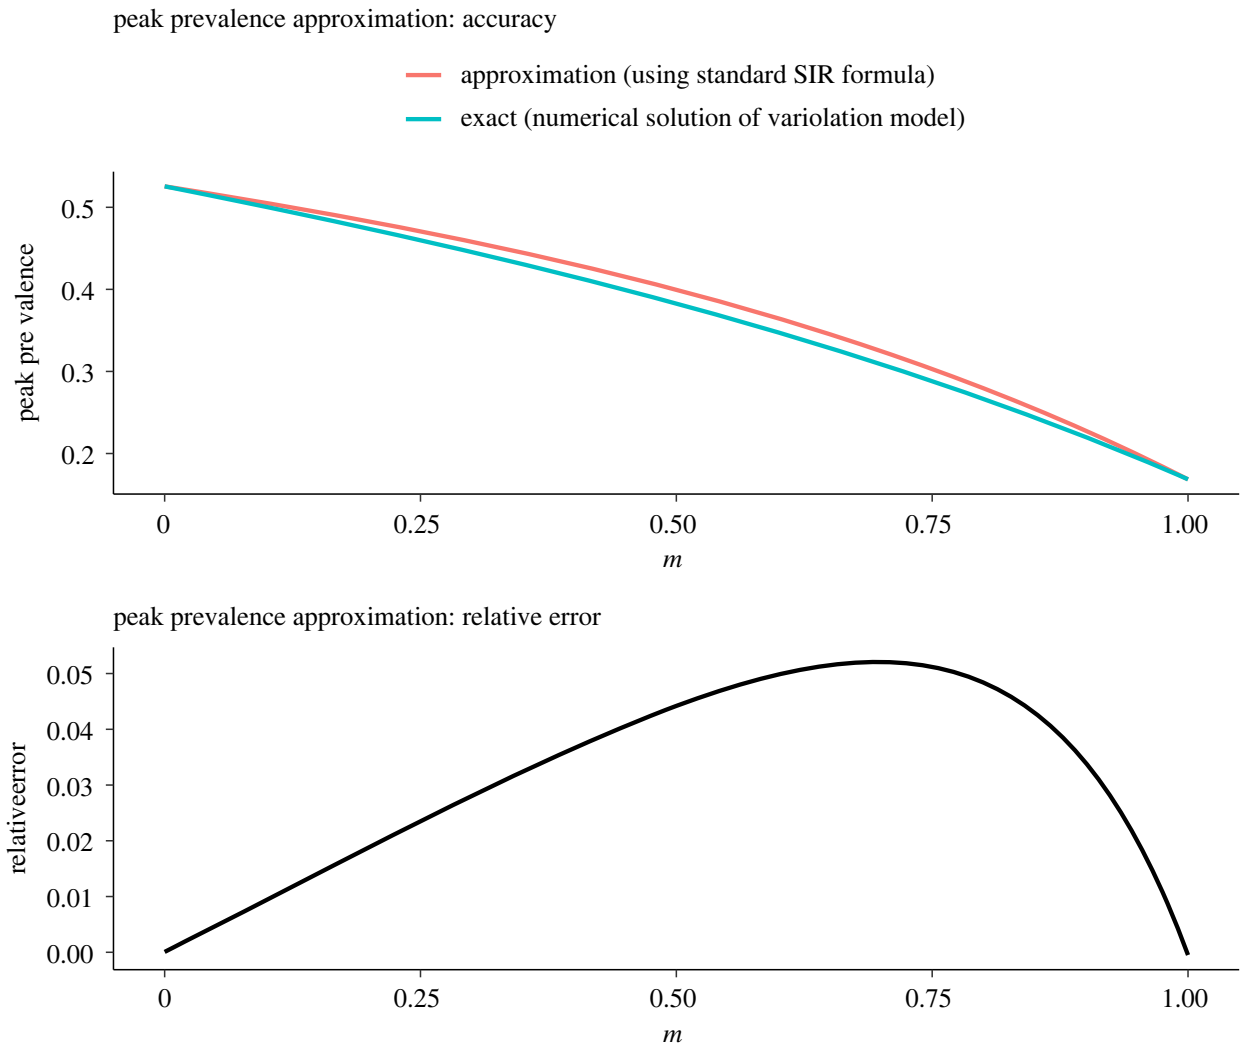 peak prevalence approximation: accuracy
approximation (using standard SIR formula)
exact (numerical solution of variolation model)
0.5
0.4
0.3
0.2
peak pre valence
0 0.25 0.50 0.75 1.00
m
peak prevalence approximation: relative error
0.05
0.04
0.03
0.02
0.01
0.00
relativeerror
0 0.25 0.50 0.75 1.00
m